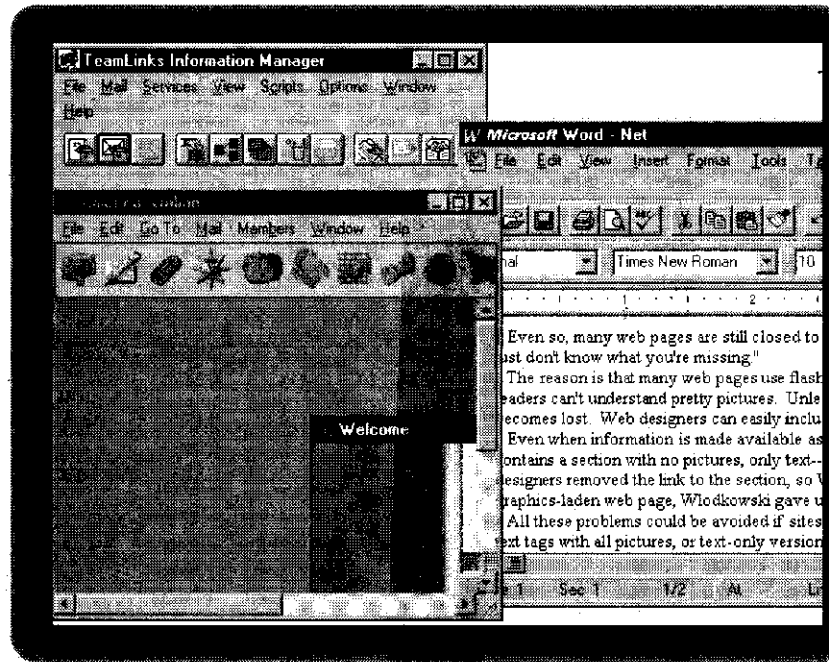 TeamLinks Information Manager
File Mail Services View Scripts Options Window
Help
W Microsoft Word - Net
File Edit View Insert Format Tools Ta
File Edit Go To Mail Members Window Help
nal Times New Roman 10
1 2
Even so, many web pages are still closed to
ust don't know what you're missing."
The reason is that many web pages use flash
eaders can't understand pretty pictures. Unle
ecomes lost. Web designers can easily inclu
Welcome
Even when information is made available as
ontains a section with no pictures, only text--
esigners removed the link to the section, so W
raphics-laden web page, Wlodkowski gave u
All these problems could be avoided if sites
ext tags with all pictures, or text-only version
e 1 Sec 1 1/2 At Li